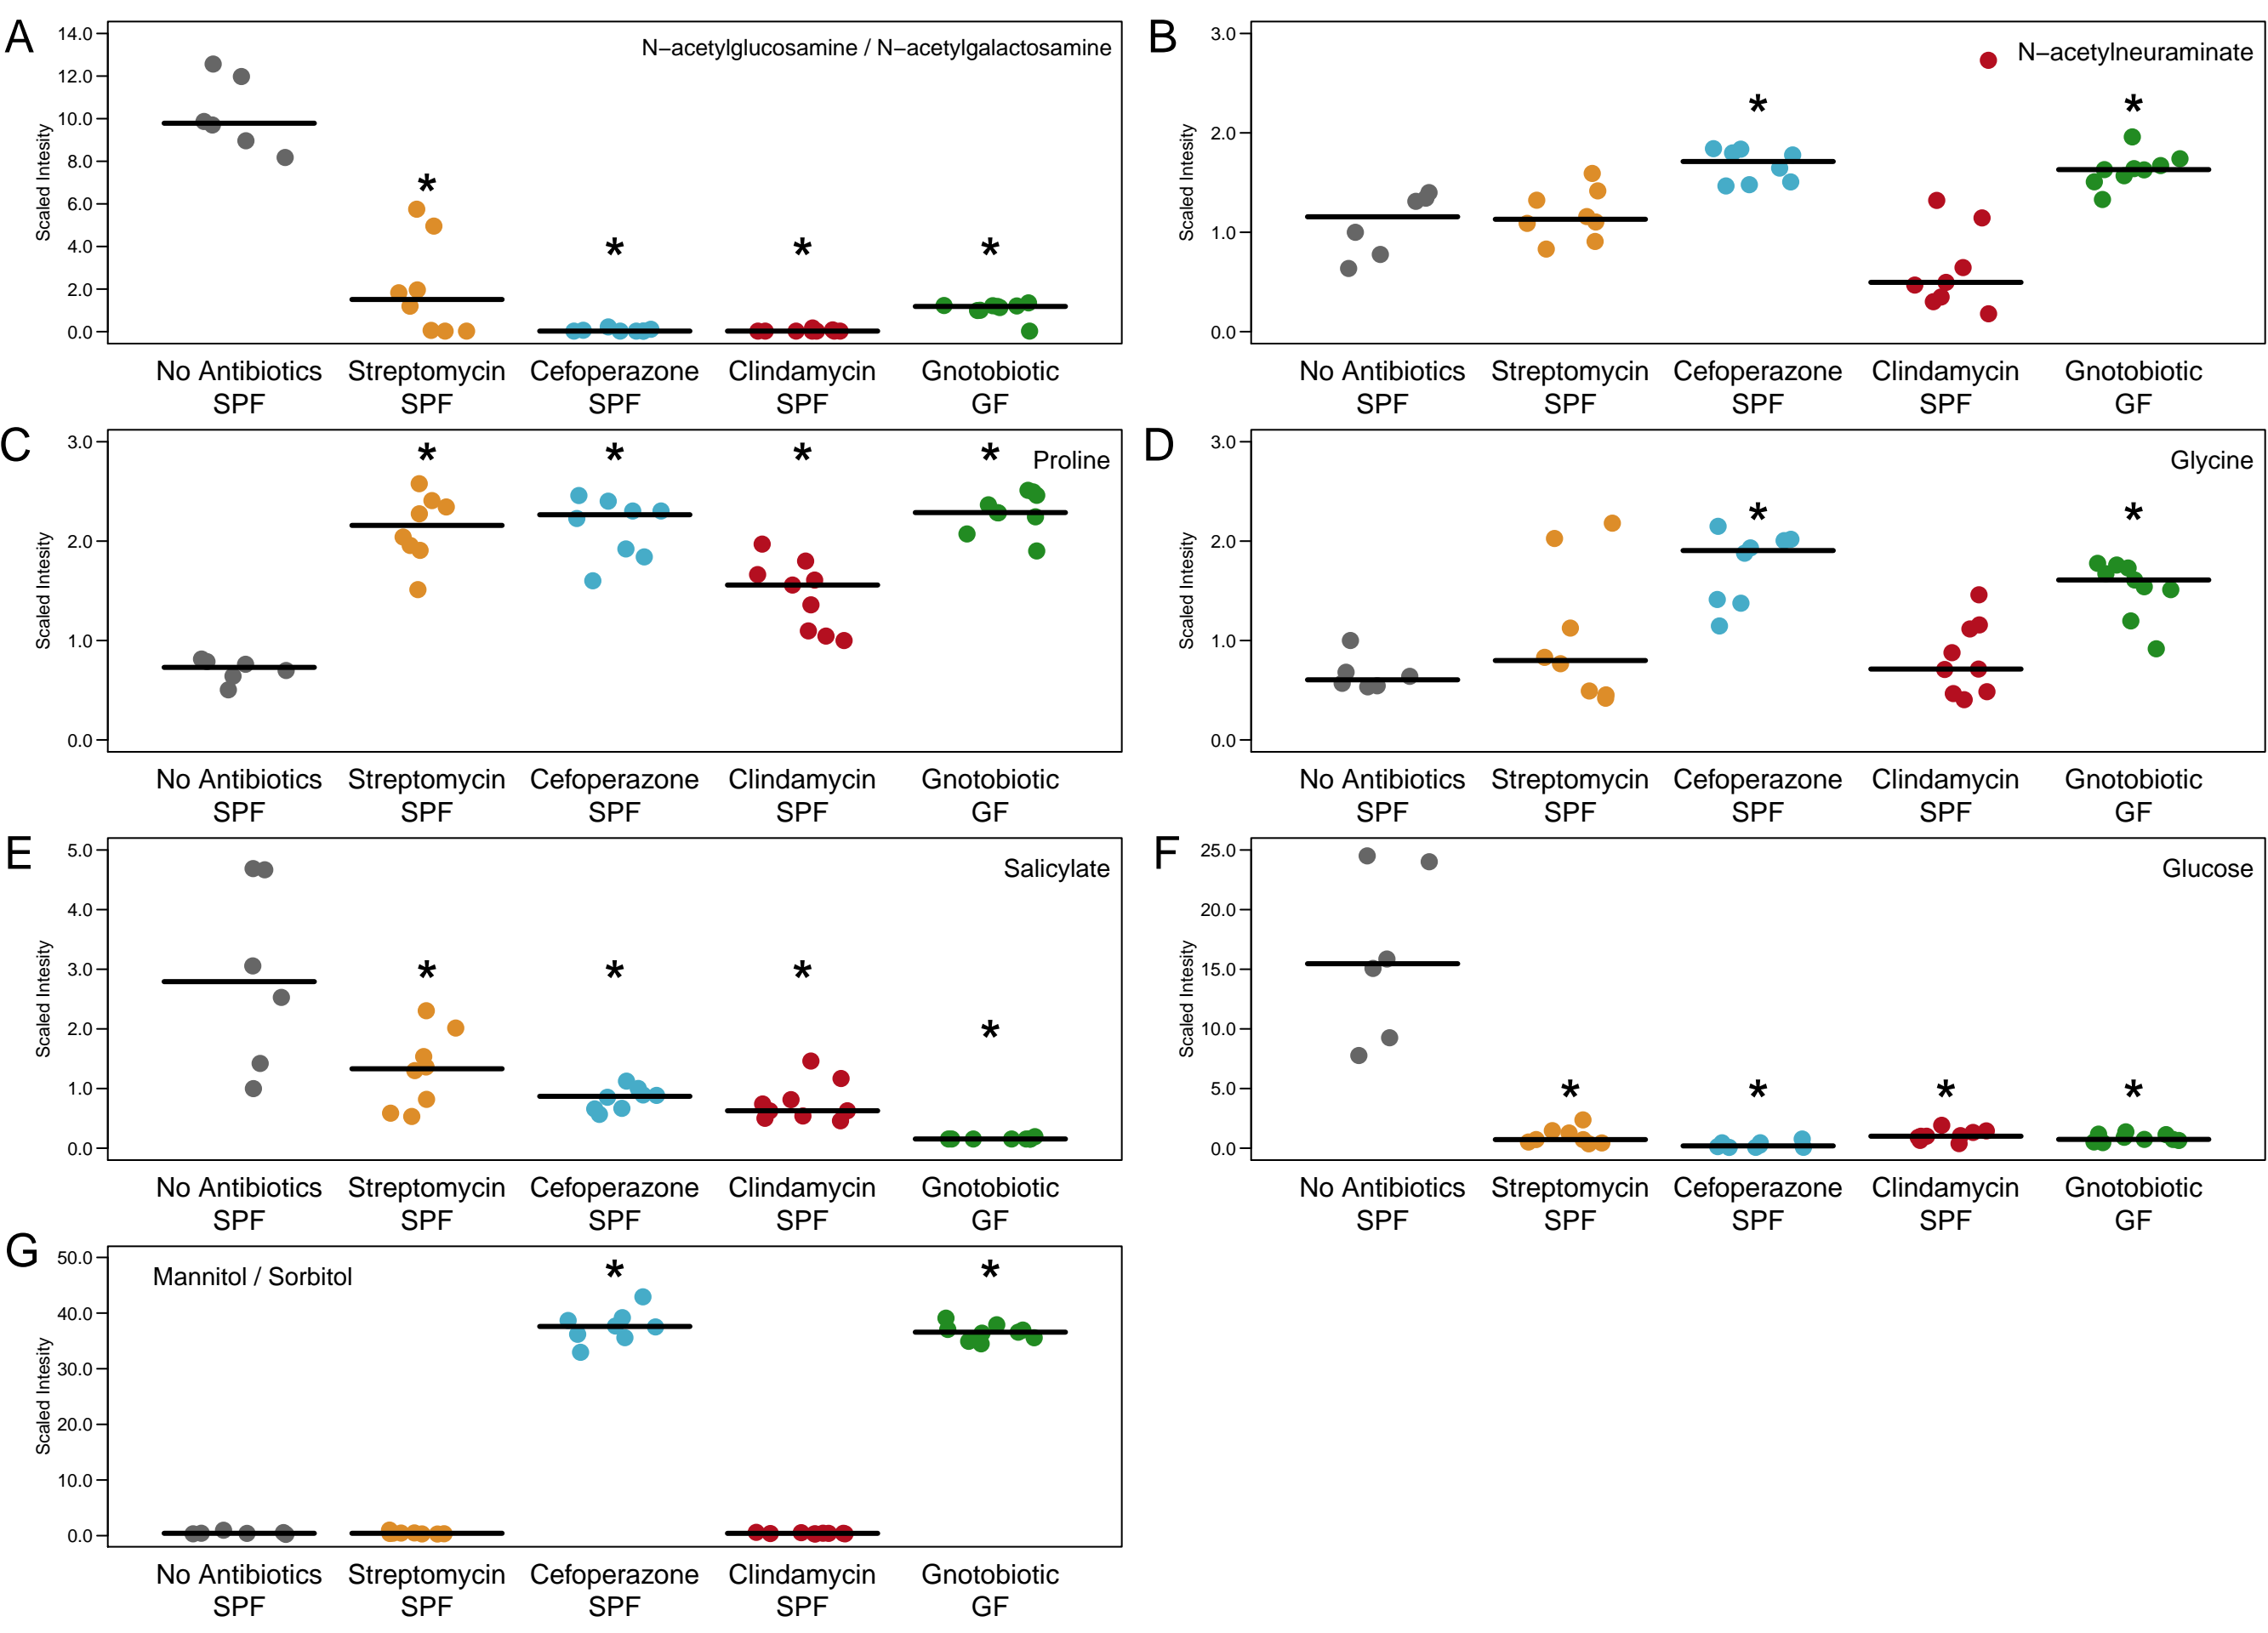 A
N−acetylglucosamine / N−acetylgalactosamine
Scaled Intesity
14.0
12.0
10.0
8.0
6.0
4.0
2.0
0.0
*
*
*
*
No Antibiotics Streptomycin Cefoperazone Clindamycin Gnotobiotic
SPF SPF SPF SPF GF
B
N−acetylneuraminate
Scaled Intesity
3.0
2.0
1.0
0.0
* *
No Antibiotics Streptomycin Cefoperazone Clindamycin Gnotobiotic
SPF SPF SPF SPF GF
C
Proline
Scaled Intesity
3.0
2.0
1.0
0.0
* * * *
No Antibiotics Streptomycin Cefoperazone Clindamycin Gnotobiotic
SPF SPF SPF SPF GF
D
Glycine
Scaled Intesity
3.0
2.0
1.0
0.0
* *
No Antibiotics Streptomycin Cefoperazone Clindamycin Gnotobiotic
SPF SPF SPF SPF GF
E
Salicylate
Scaled Intesity
5.0
4.0
3.0
2.0
1.0
0.0
* * *
*
No Antibiotics Streptomycin Cefoperazone Clindamycin Gnotobiotic
SPF SPF SPF SPF GF
F
Glucose
Scaled Intesity
25.0
20.0
15.0
10.0
5.0
0.0
* * * *
No Antibiotics Streptomycin Cefoperazone Clindamycin Gnotobiotic
SPF SPF SPF SPF GF
G
Mannitol / Sorbitol
Scaled Intesity
50.0
40.0
30.0
20.0
10.0
0.0
* *
No Antibiotics Streptomycin Cefoperazone Clindamycin Gnotobiotic
SPF SPF SPF SPF GF